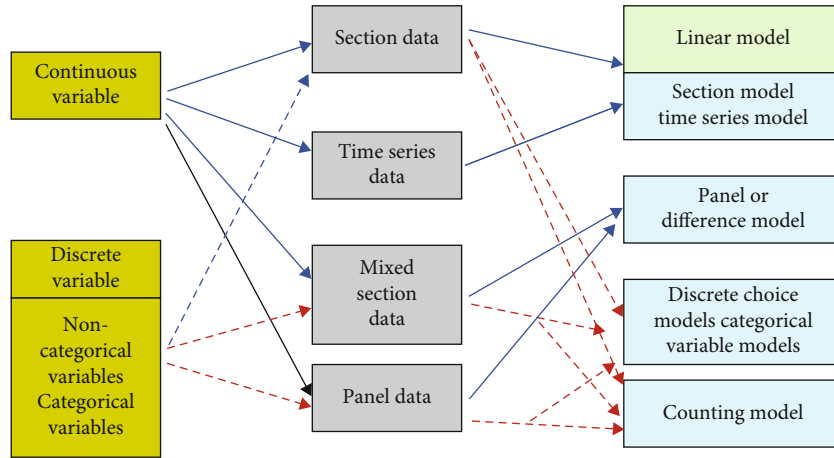 Continuous
variable
Discrete
variable
Non-
categorical
variables
Categorical
variables
Section data
Time series
data
Mixed
section
data
Panel data
Linear model
Section model
time series model
Panel or
difference model
Discrete choice
models categorical
variable models
Counting model